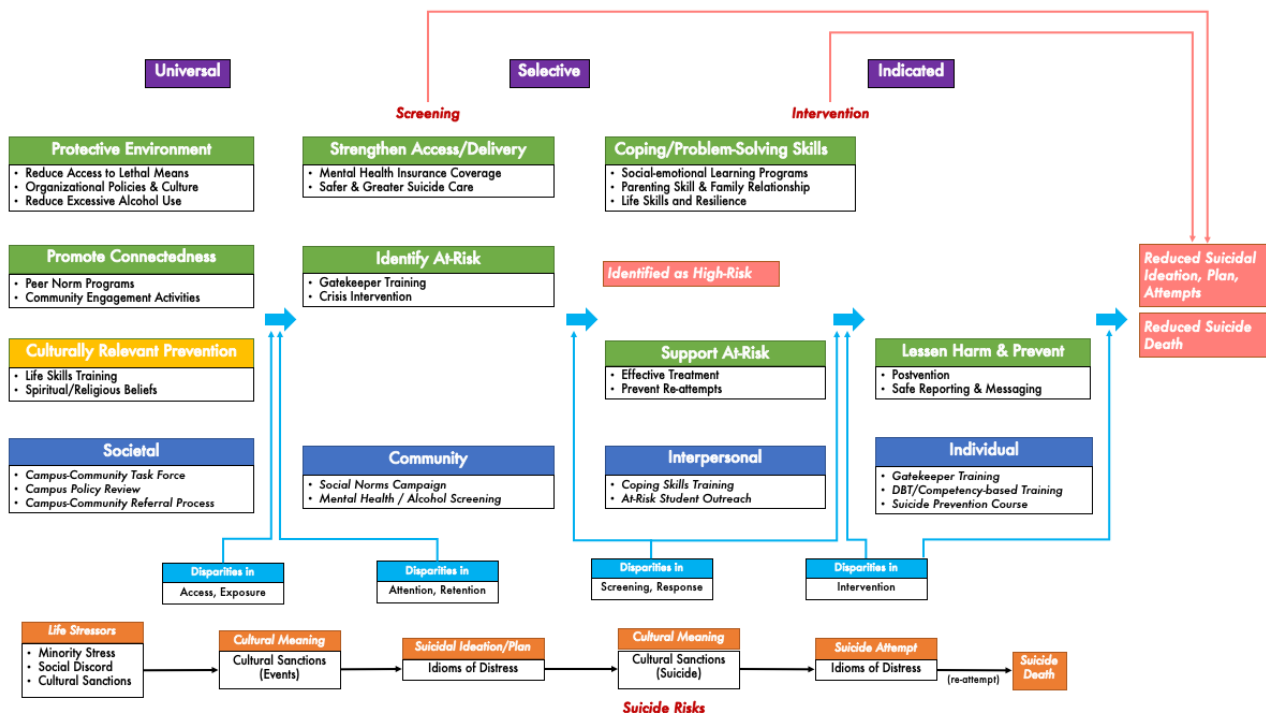 Universal
Selective
Indicated
Screening
Intervention
Protective Environment
• Reduce Access to Lethal Means
• Organizational Policies & Culture
• Reduce Excessive Alcohol Use
Strengthen Access/Delivery
• Mental Health Insurance Coverage
• Safer & Greater Suicide Care
Coping/Problem-Solving Skills
• Social-emotional Learning Programs
• Parenting Skill & Family Relationship
• Life Skills and Resilience
Promote Connectedness
• Peer Norm Programs
• Community Engagement Activities
Identify At-Risk
• Gatekeeper Training
• Crisis Intervention
Identified as High-Risk
Reduced Suicidal
Ideation, Plan,
Attempts
Reduced Suicide
Death
Culturally Relevant Prevention
• Life Skills Training
• Spiritual/Religious Beliefs
Support At-Risk
• Effective Treatment
• Prevent Re-attempts
Lessen Harm & Prevent
• Postvention
• Safe Reporting & Messaging
Societal
• Campus-Community Task Force
• Campus Policy Review
• Campus-Community Referral Process
Community
• Social Norms Campaign
• Mental Health / Alcohol Screening
Interpersonal
• Coping Skills Training
• At-Risk Student Outreach
Individual
• Gatekeeper Training
• DBT/Competency-based Training
• Suicide Prevention Course
Disparities in
Access, Exposure
Disparities in
Attention, Retention
Disparities in
Screening, Response
Disparities in
Intervention
Life Stressors
• Minority Stress
• Social Discord
• Cultural Sanctions
Cultural Meaning
Cultural Sanctions
(Events)
Suicidal Ideation/Plan
Idioms of Distress
Cultural Meaning
Cultural Sanctions
(Suicide)
Suicide Attempt
Idioms of Distress
(re-attempt)
Suicide
Death
Suicide Risks